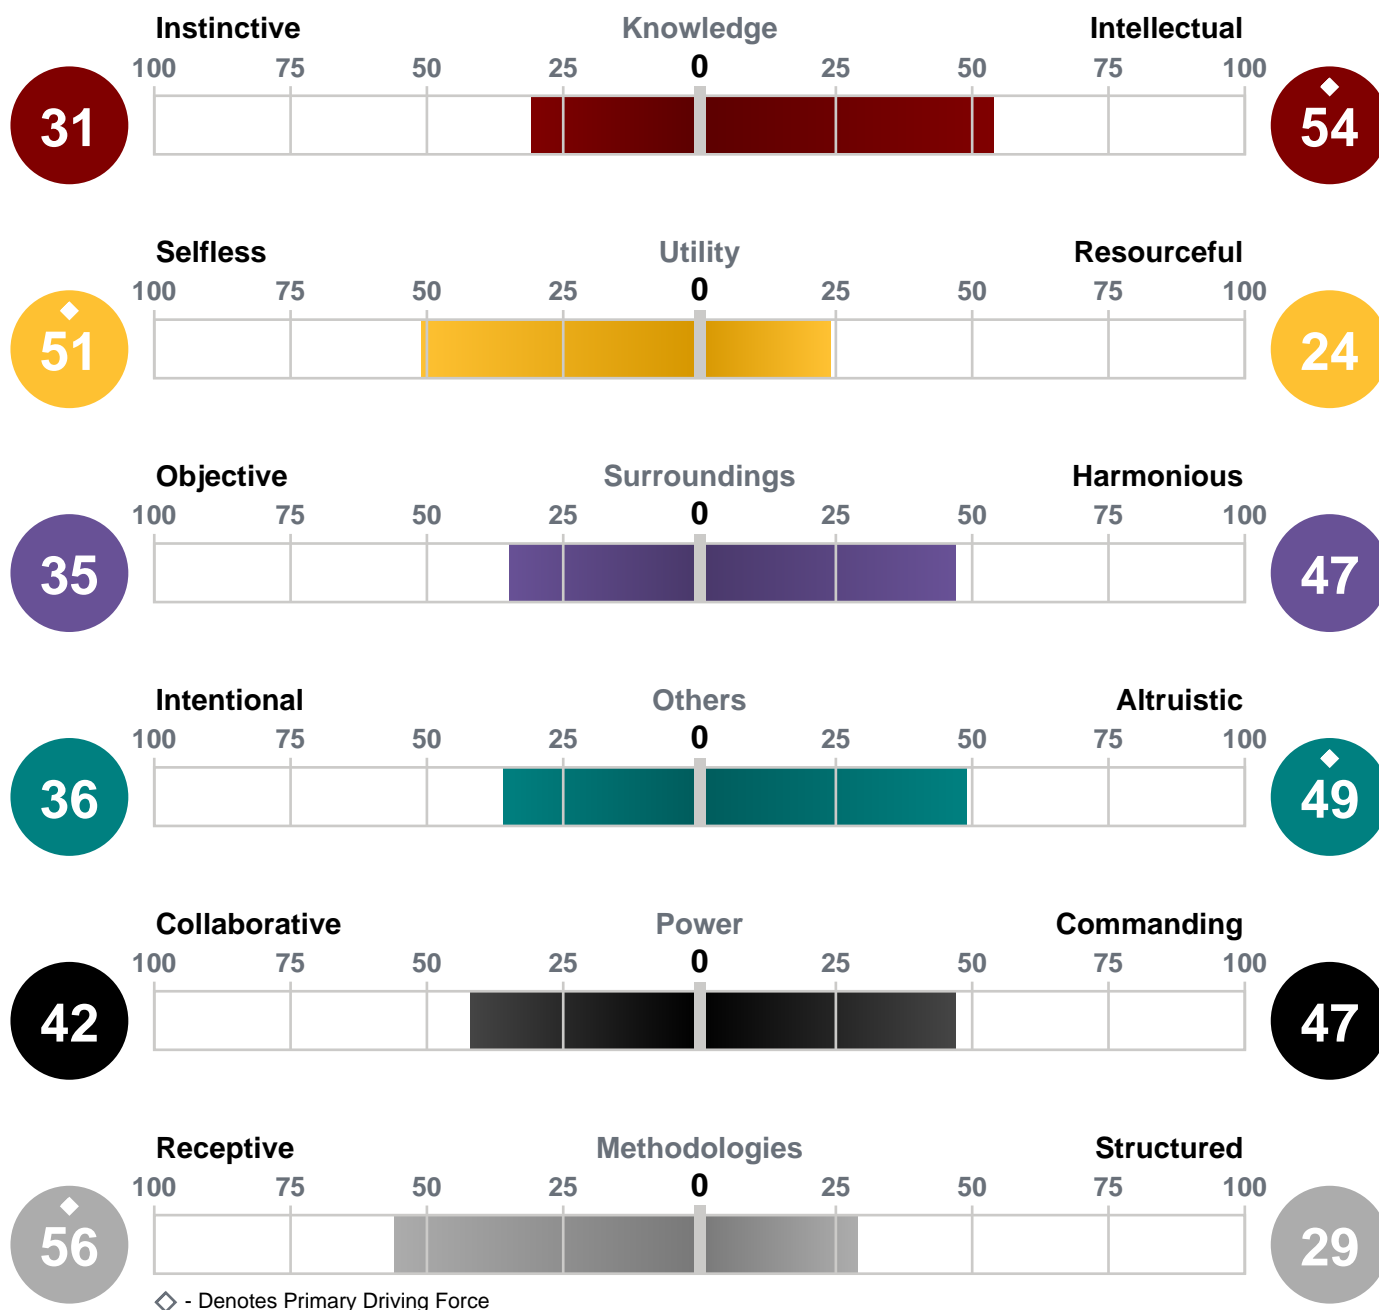 Instinctive Knowledge Intellectual
100 75 50 25 0 25 50 75 100
31 54
Selfless Utility Resourceful
100 75 50 25 0 25 50 75 100
51 24
Objective Surroundings Harmonious
100 75 50 25 0 25 50 75 100
35 47
Intentional Others Altruistic
100 75 50 25 0 25 50 75 100
36 49
Collaborative Power Commanding
100 75 50 25 0 25 50 75 100
42 47
Receptive Methodologies Structured
100 75 50 25 0 25 50 75 100
56 29
- Denotes Primary Driving Force